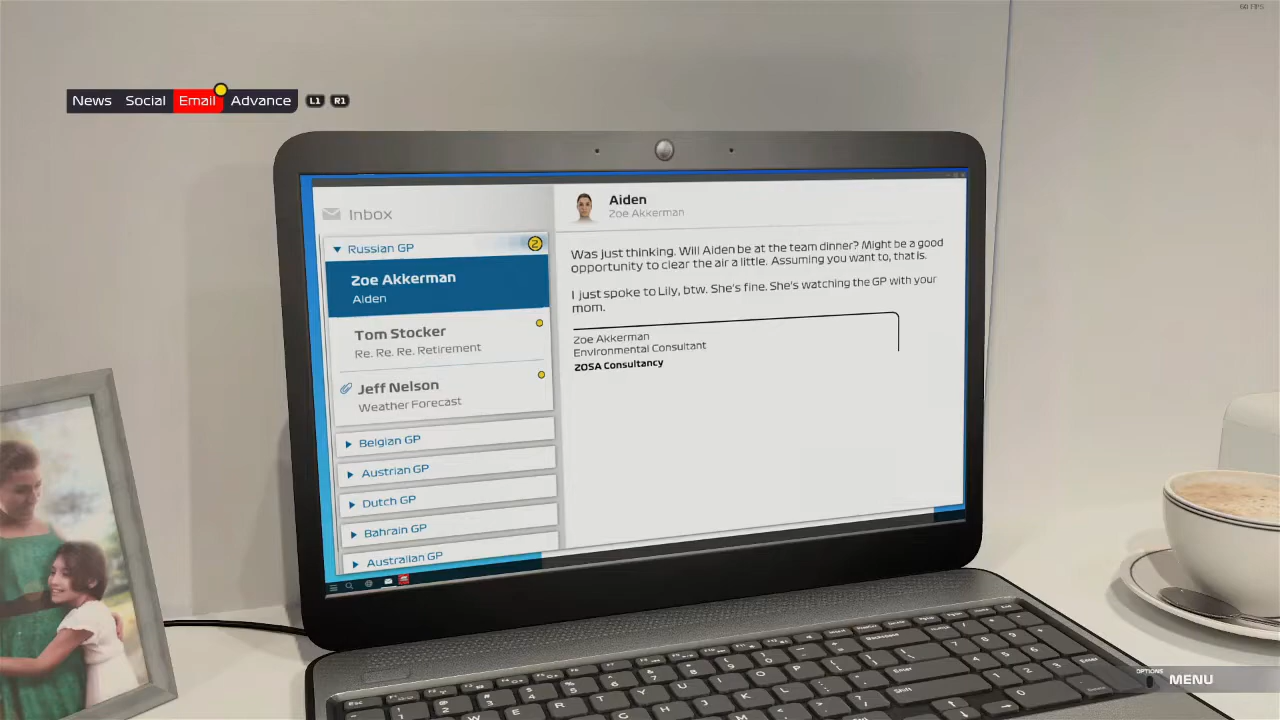 60 FPS
News Social Email Advance L1 R1
Inbox
Russian GP 2
Zoe Akkerman
Aiden
Tom Stocker
Re. Re. Re. Retirement
Jeff Nelson
Weather Forecast
Belgian GP
Austrian GP
Dutch GP
Bahrain GP
Australian GP
Aiden
Zoe Akkerman
Was just thinking. Will Aiden be at the team dinner? Might be a good
opportunity to clear the air a little. Assuming you want to, that is.
I just spoke to Lily, btw. She's fine. She's watching the GP with your
mom.
Zoe Akkerman
Environmental Consultant
ZOSA Consultancy
OPTIONS
MENU